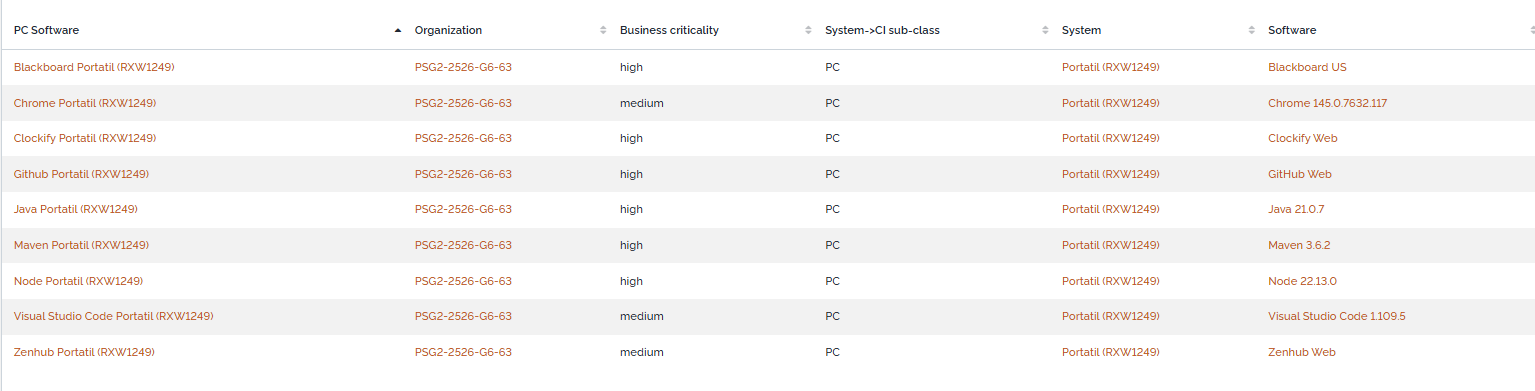 PC Software Organization Business criticality System->CI sub-class System Software
Blackboard Portatil (RXW1249) PSG2-2526-G6-63 high PC Portatil (RXW1249) Blackboard US
Chrome Portatil (RXW1249) PSG2-2526-G6-63 medium PC Portatil (RXW1249) Chrome 145.0.7632.117
Clockify Portatil (RXW1249) PSG2-2526-G6-63 high PC Portatil (RXW1249) Clockify Web
Github Portatil (RXW1249) PSG2-2526-G6-63 high PC Portatil (RXW1249) GitHub Web
Java Portatil (RXW1249) PSG2-2526-G6-63 high PC Portatil (RXW1249) Java 21.0.7
Maven Portatil (RXW1249) PSG2-2526-G6-63 high PC Portatil (RXW1249) Maven 3.6.2
Node Portatil (RXW1249) PSG2-2526-G6-63 high PC Portatil (RXW1249) Node 22.13.0
Visual Studio Code Portatil (RXW1249) PSG2-2526-G6-63 medium PC Portatil (RXW1249) Visual Studio Code 1.109.5
Zenhub Portatil (RXW1249) PSG2-2526-G6-63 medium PC Portatil (RXW1249) Zenhub Web